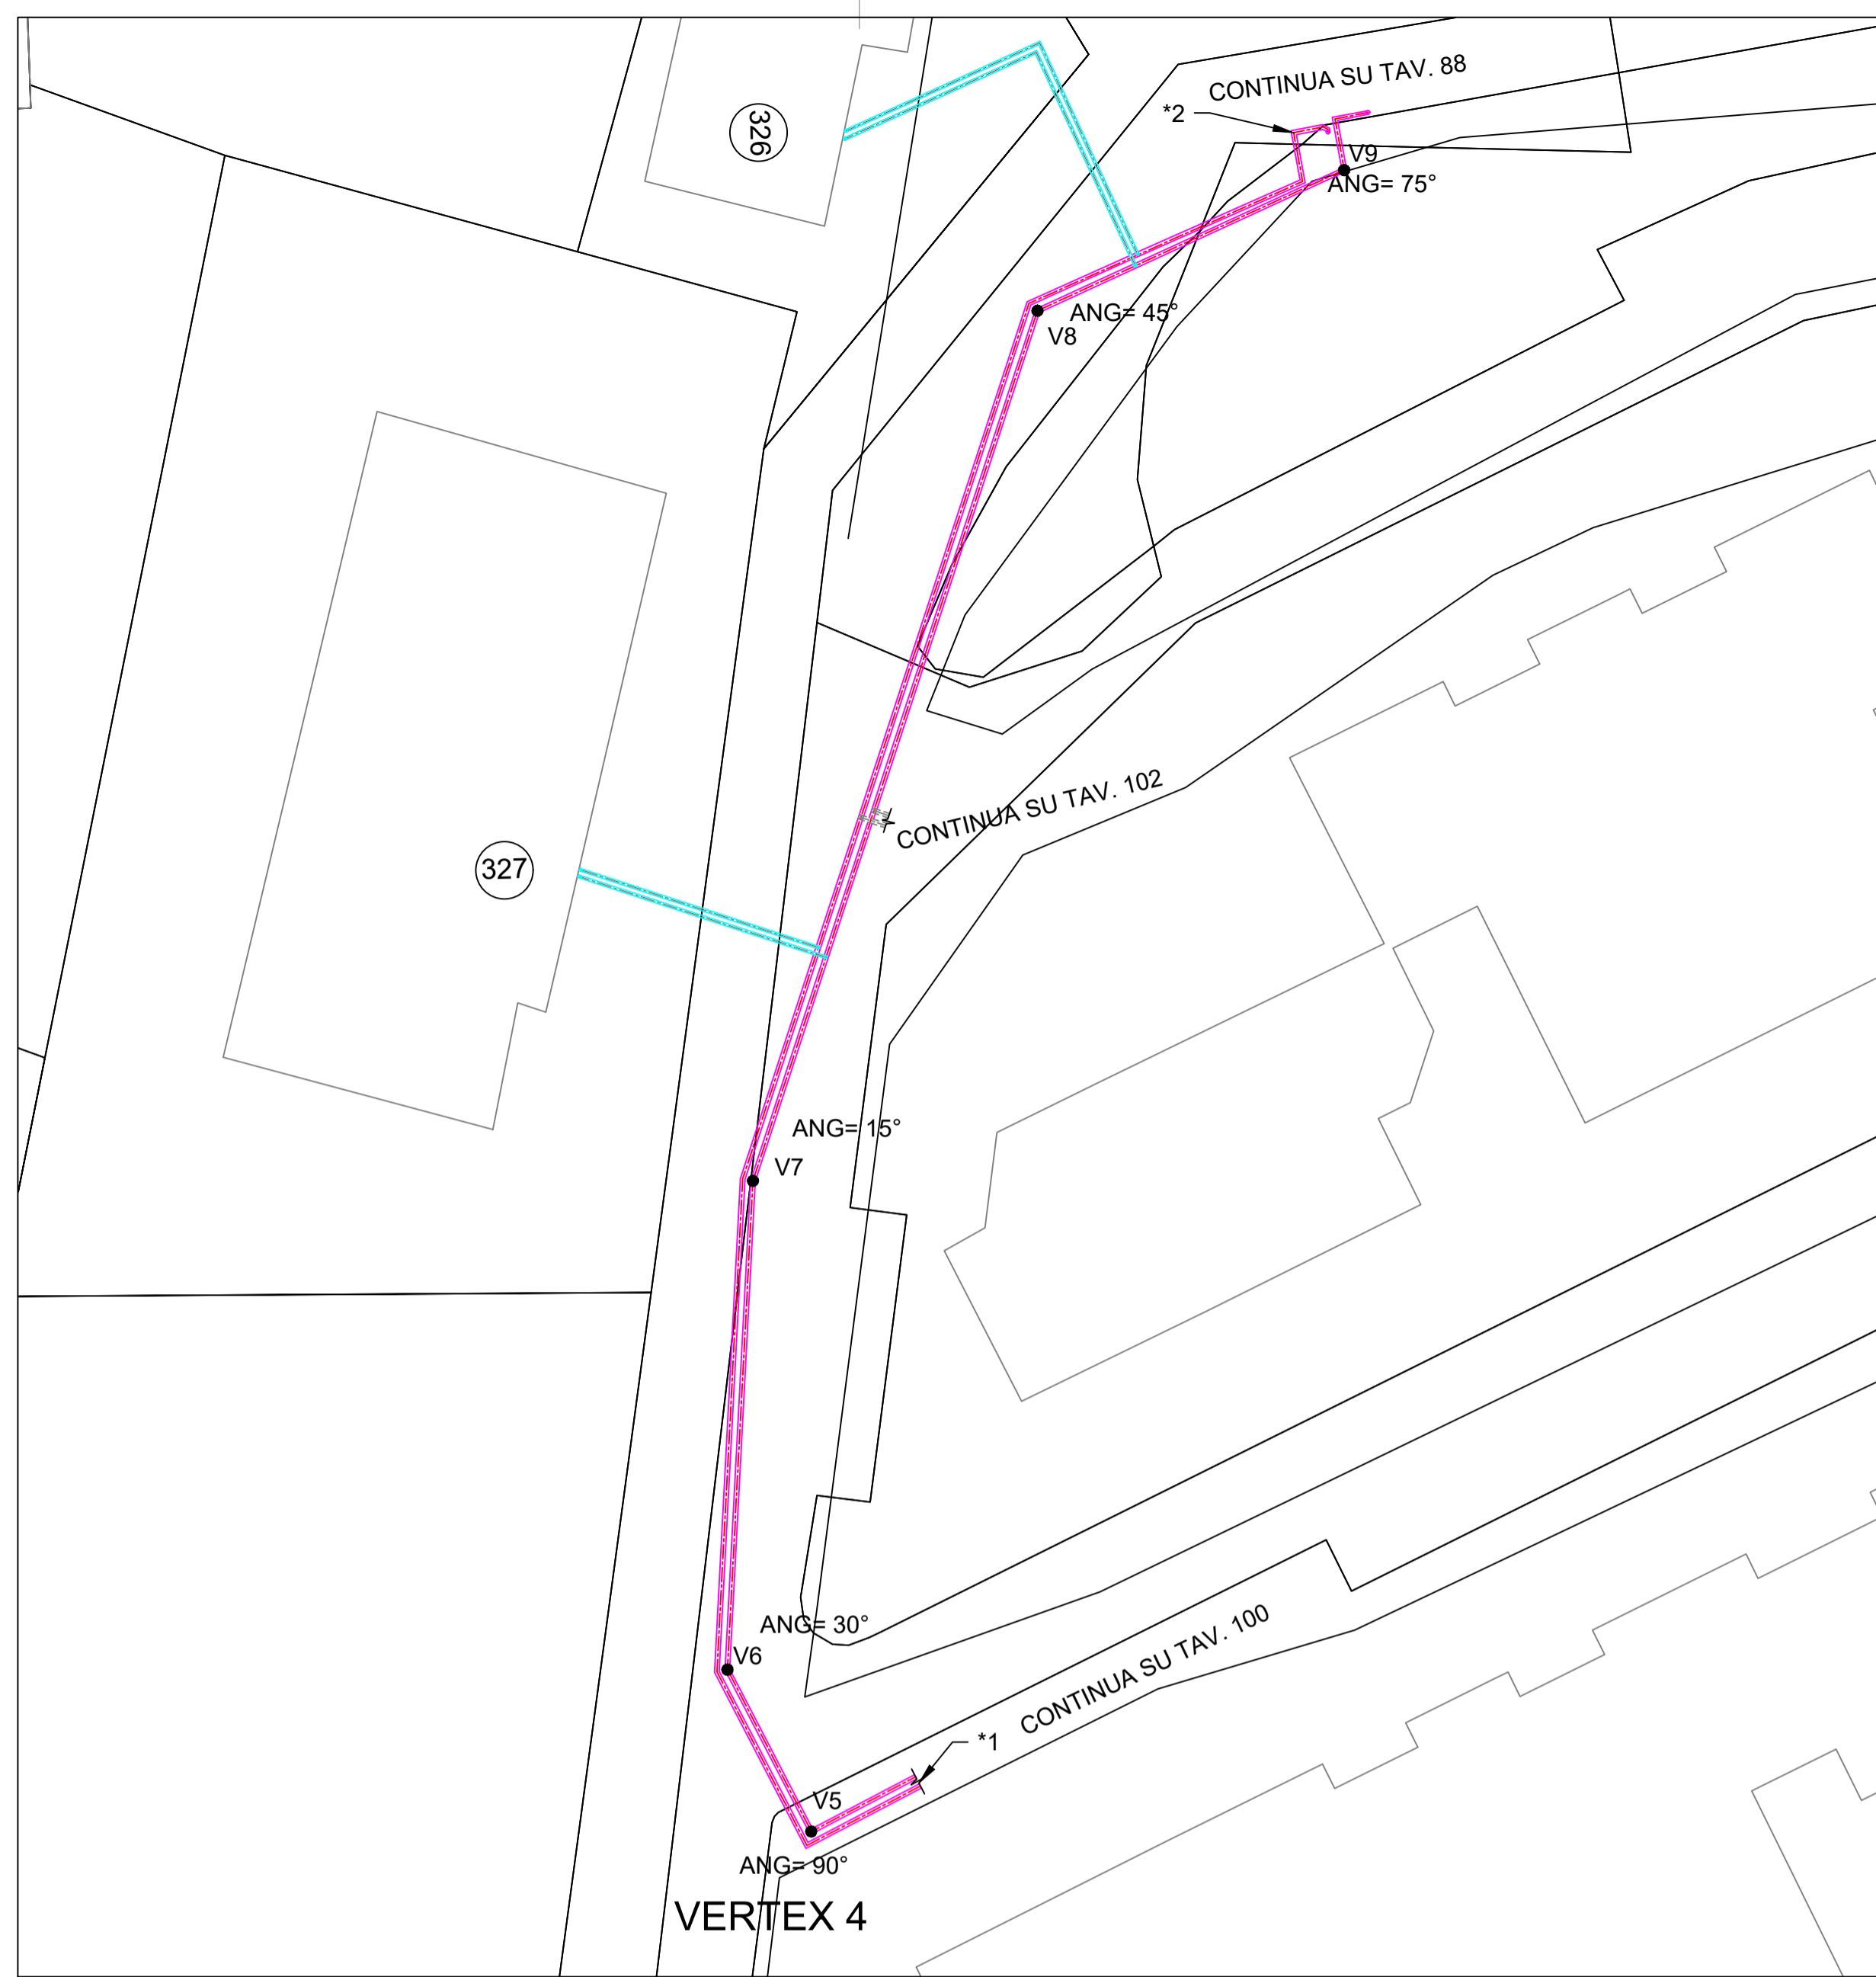 CONTINUA SU TAV. 88
*2
326
V9
ANG= 75°
ANG= 45°
V8
CONTINUA SU TAV. 102
327
ANG= 15°
V7
ANG= 30°
V6
CONTINUA SU TAV. 100
*1
V5
ANG= 90°
VERTEX 4